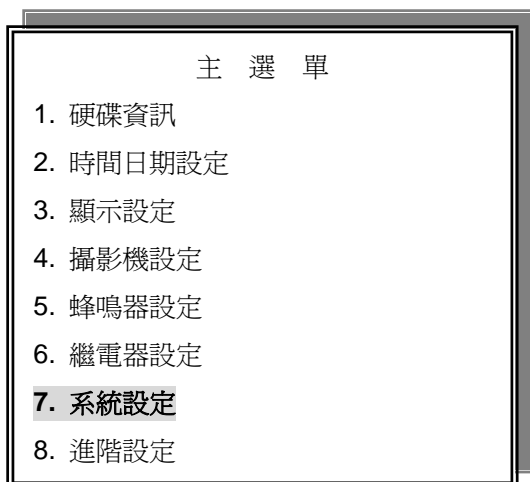 主 選 單
1. 硬碟資訊
2. 時間日期設定
3. 顯示設定
4. 攝影機設定
5. 蜂鳴器設定
6. 繼電器設定
7. 系統設定
8. 進階設定